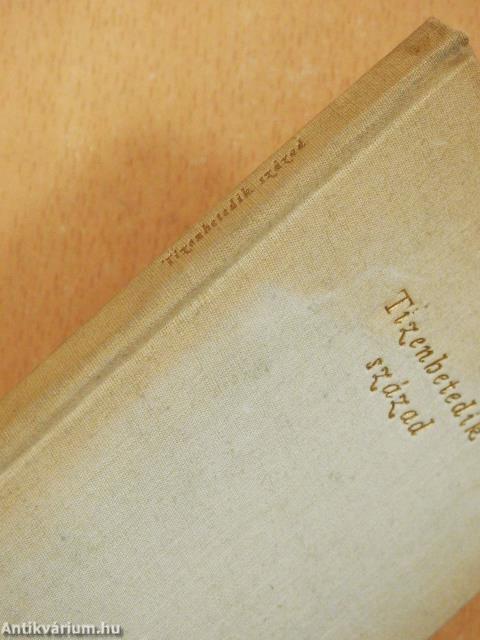 Tizenhetedik század
Tizenhetedik
század
Antikvárium.hu